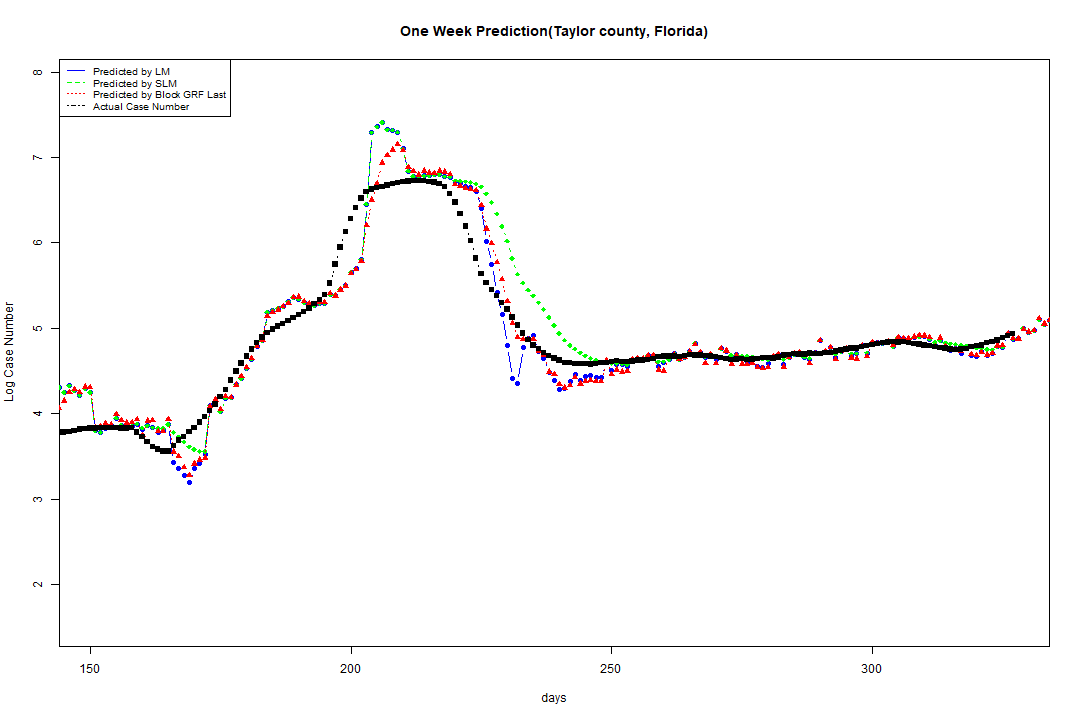 One Week Prediction(Taylor county, Florida)
Predicted by LM
Predicted by SLM
Predicted by Block GRF Last
Actual Case Number
8
7
6
5
4
3
2
Log Case Number
150
200
250
300
days